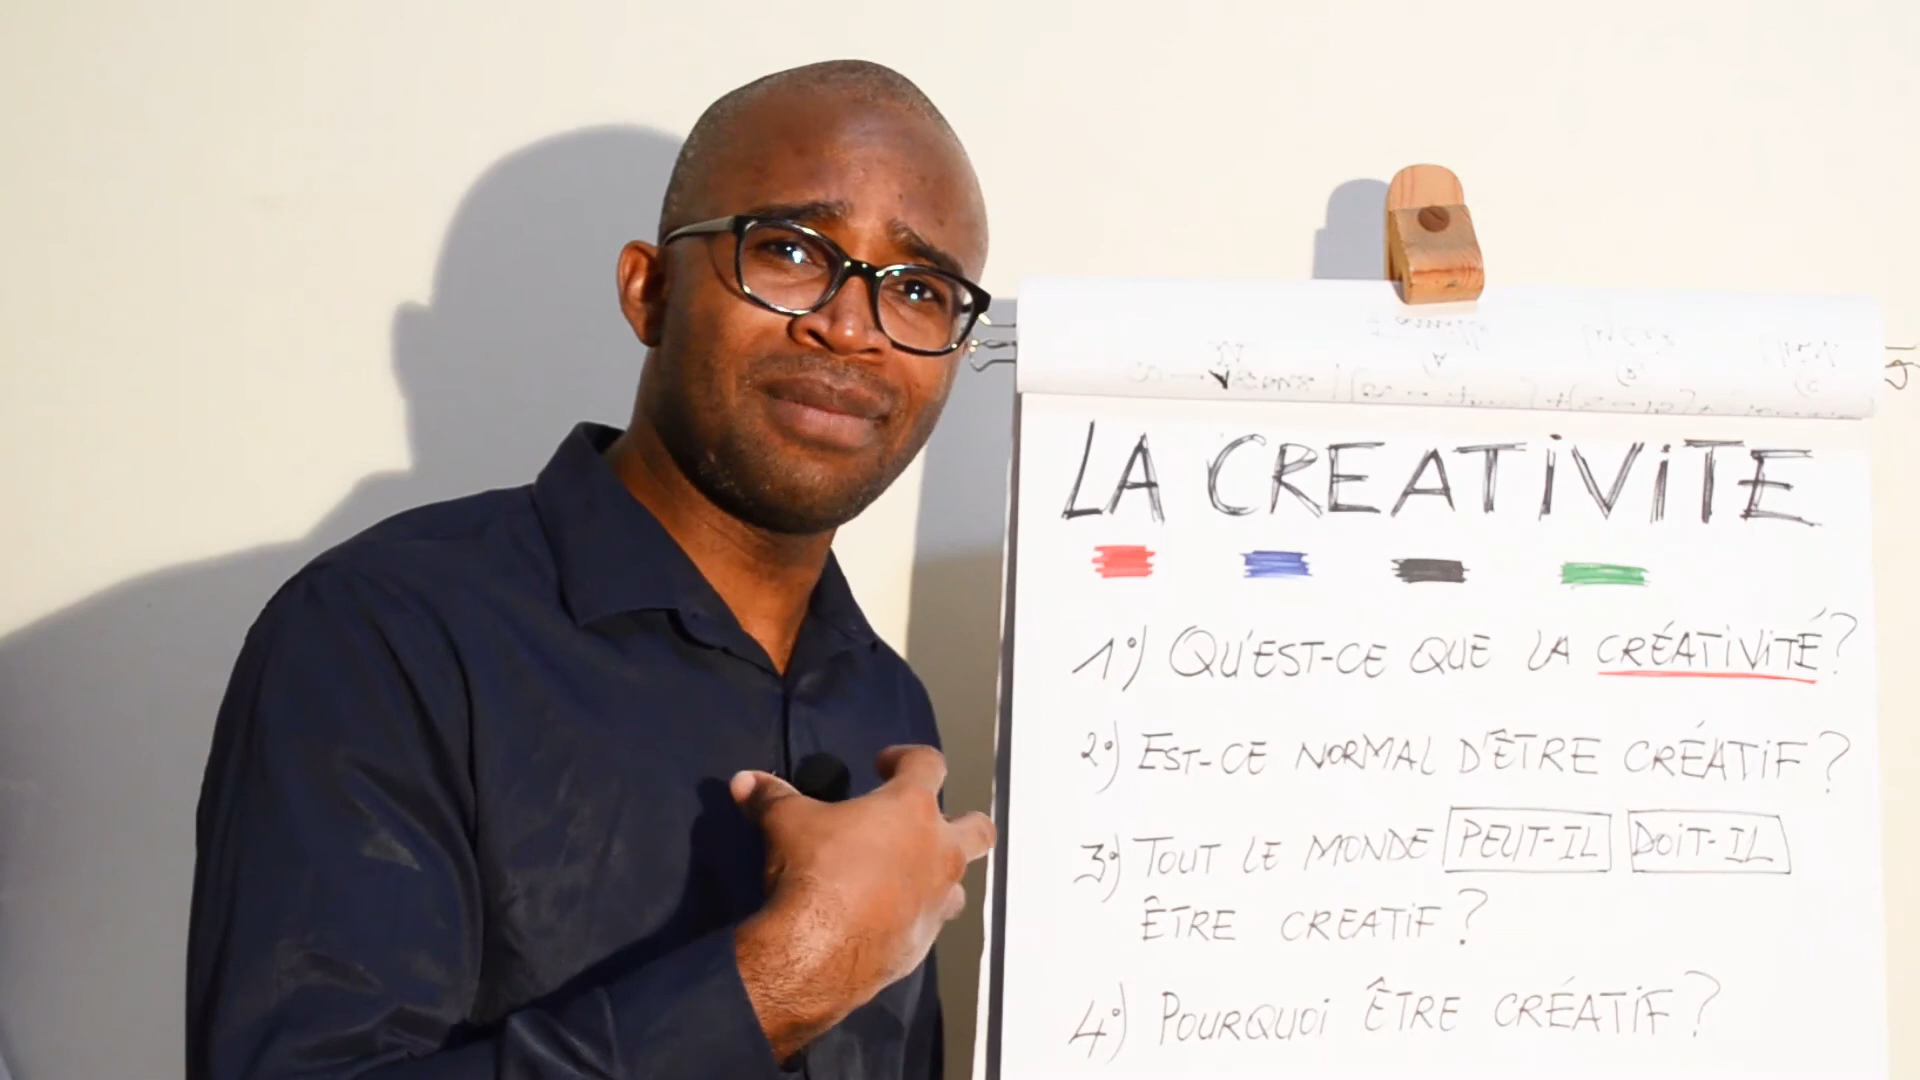 LA CREATIVITE
1°) QU'EST-CE QUE LA CRÉATIVITÉ?
2°) EST-CE NORMAL D'ÊTRE CRÉATIF?
3°) TOUT LE MONDE PEUT-IL DOIT-IL
ÊTRE CREATIF?
4°) POURQUOI ÊTRE CRÉATIF?